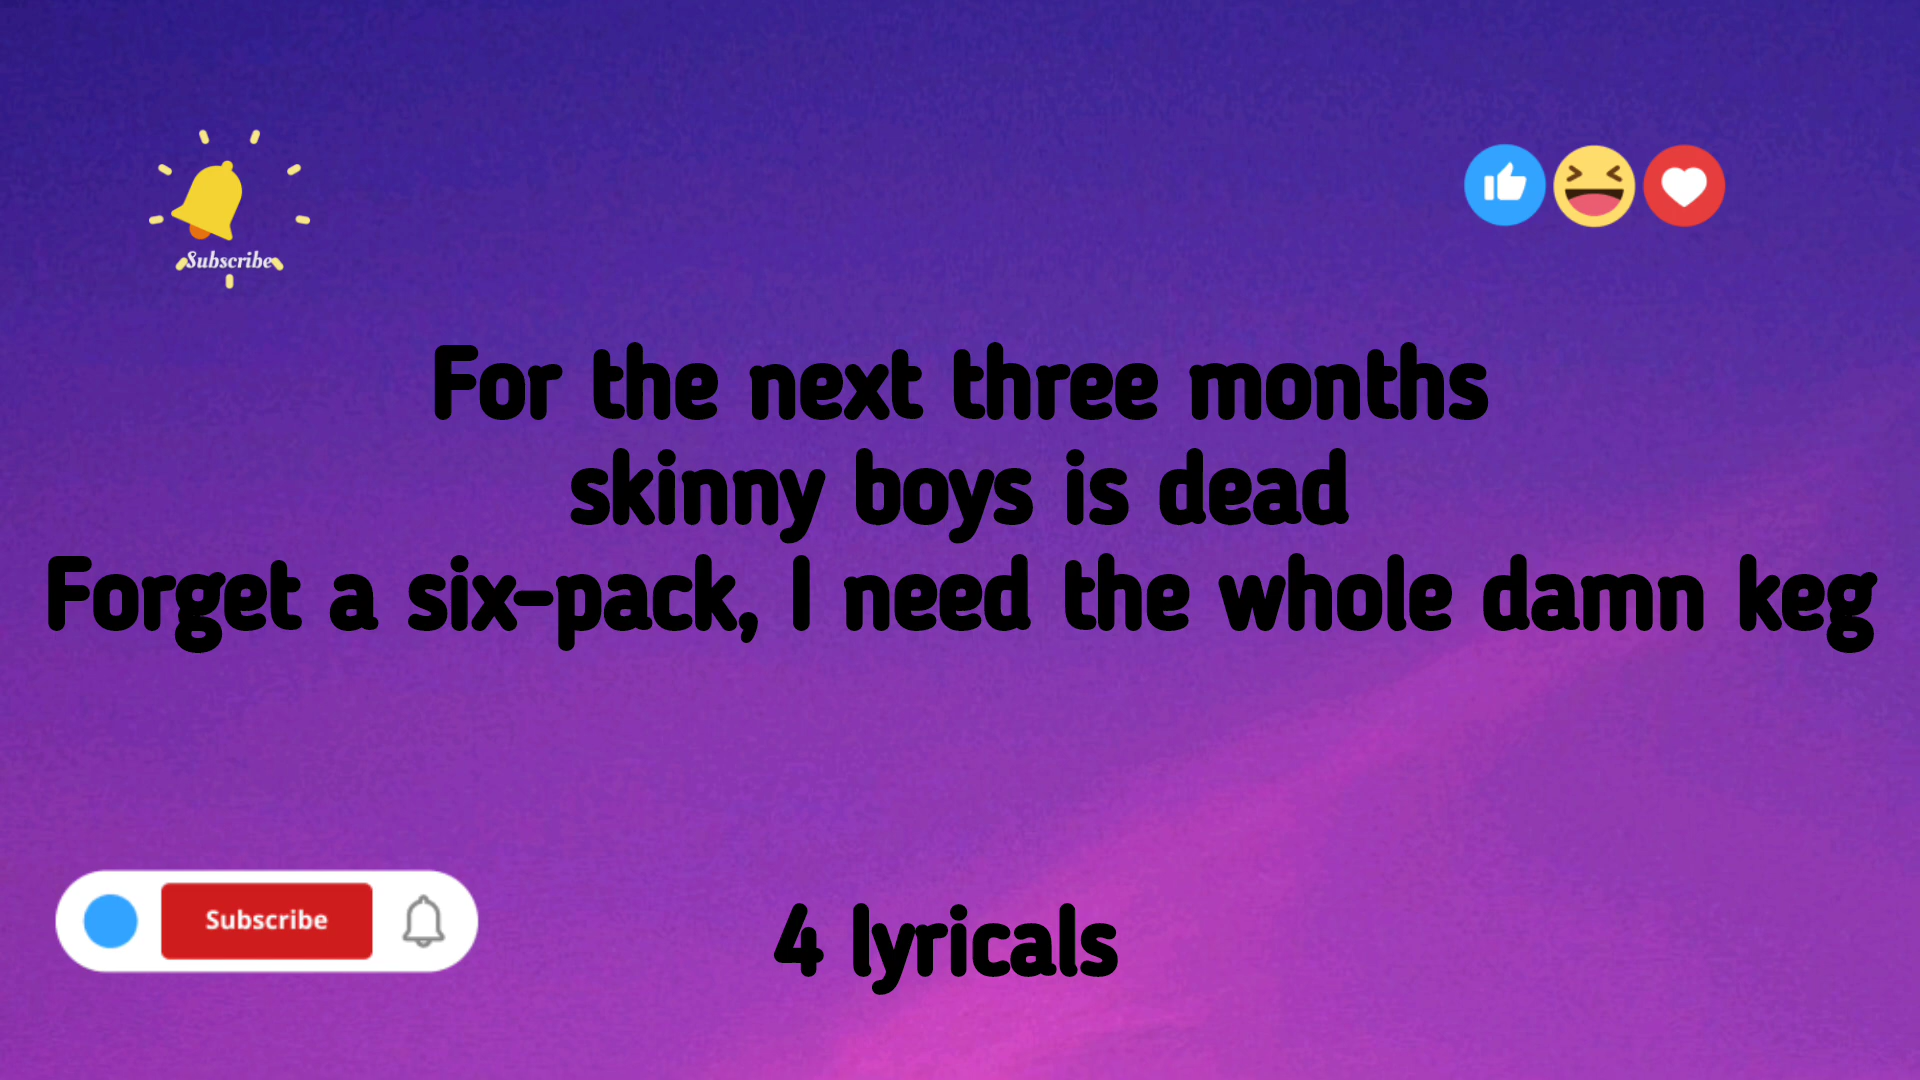 Subscribe
For the next three months
skinny boys is dead
Forget a six-pack, I need the whole damn keg
Subscribe
4 lyricals